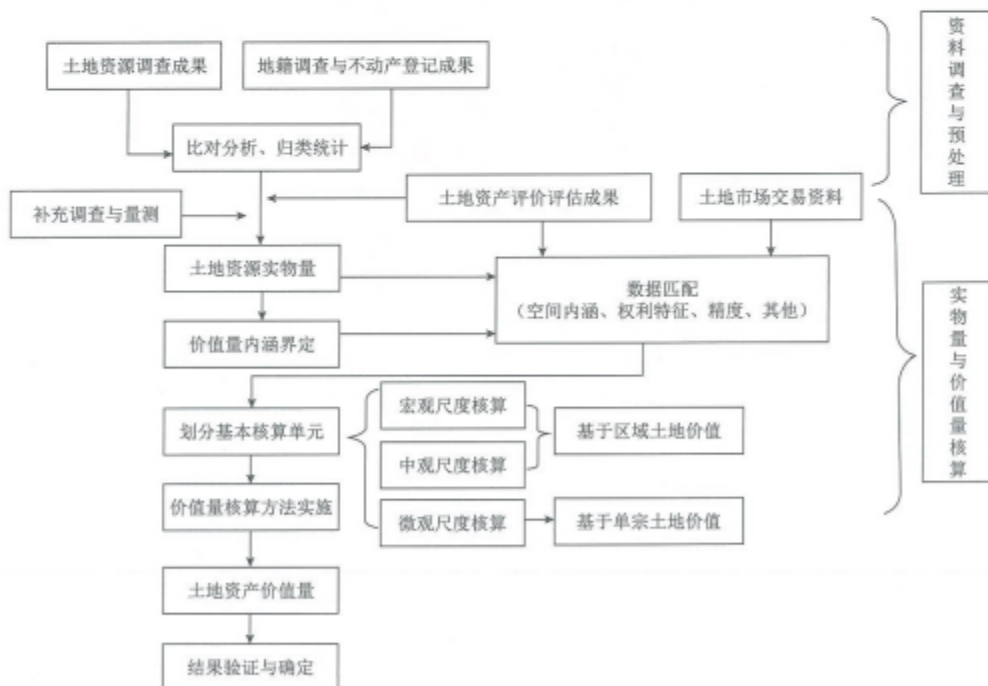 土地资源调查成果
地籍调查与不动产登记成果
资料调查与预处理
比对分析、归类统计
补充调查与量测
土地资产评价评估成果
土地市场交易资料
土地资源实物量
数据匹配
（空间内涵、权利特征、精度、其他）
价值量内涵界定
实物量与价值量核算
划分基本核算单元
宏观尺度核算
中观尺度核算
基于区域土地价值
价值量核算方法实施
微观尺度核算
基于单宗土地价值
土地资产价值量
结果验证与确定